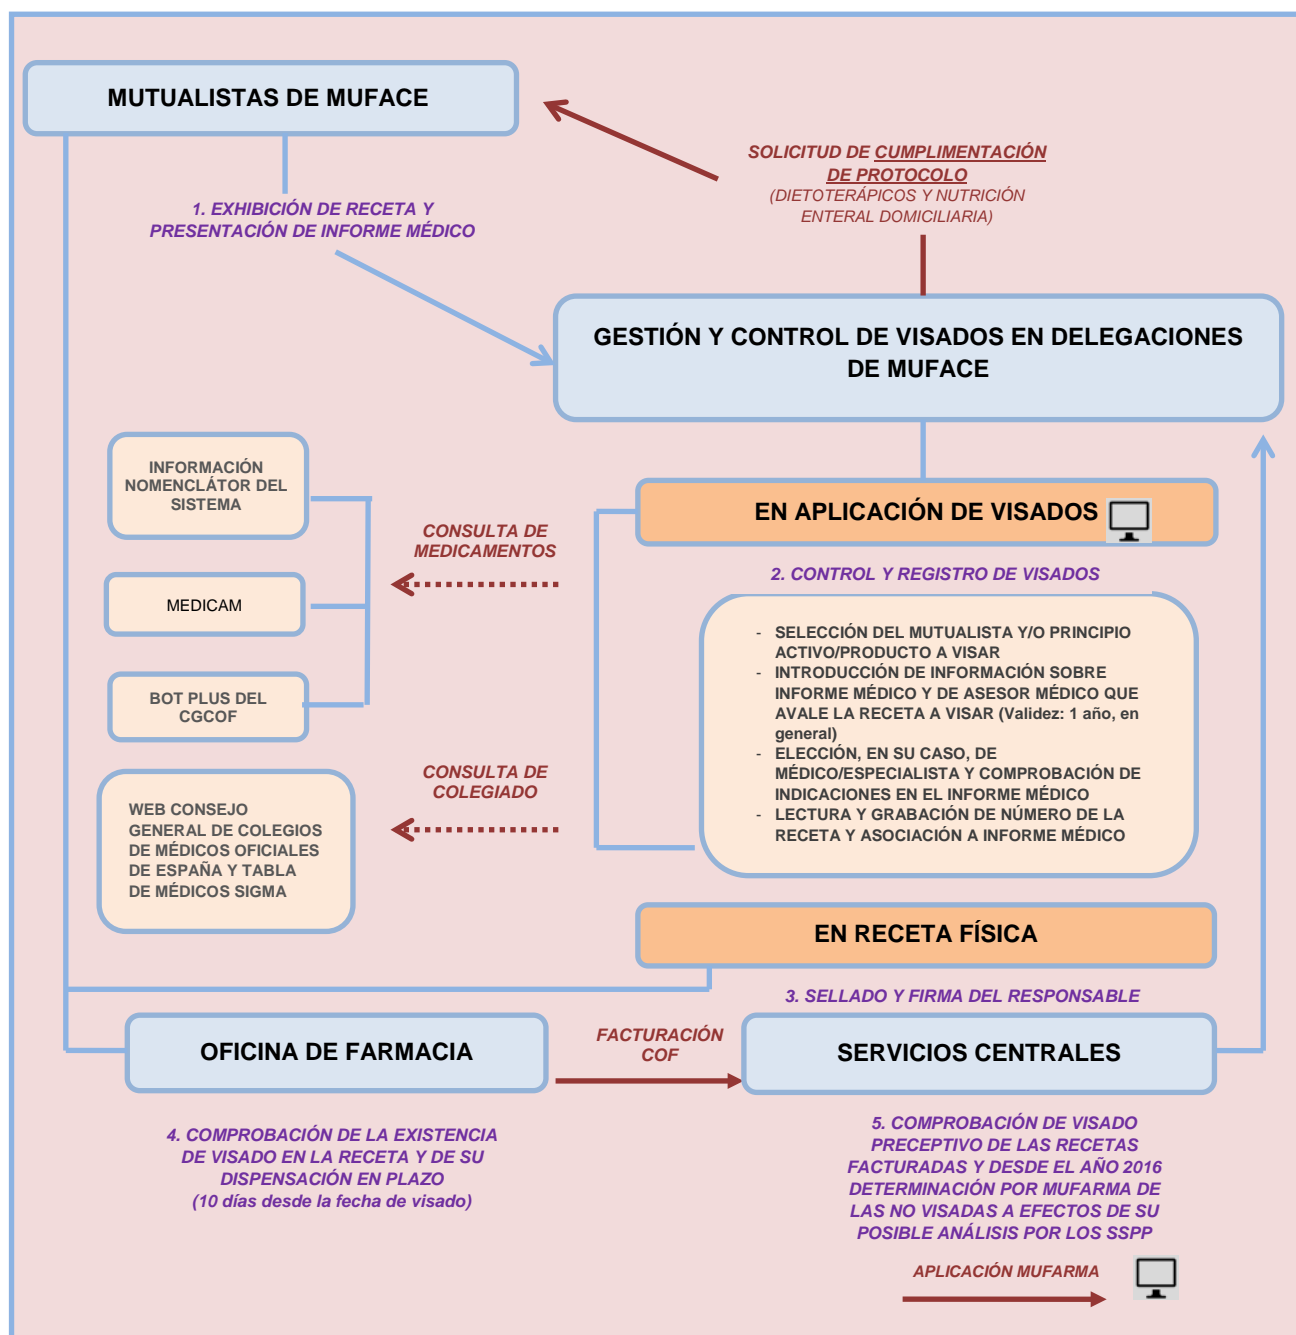 MUTUALISTAS DE MUFACE
SOLICITUD DE CUMPLIMENTACIÓN
DE PROTOCOLO
(DIETOTERÁPICOS Y NUTRICIÓN
ENTERAL DOMICILIARIA)
1. EXHIBICIÓN DE RECETA Y
PRESENTACIÓN DE INFORME MÉDICO
GESTIÓN Y CONTROL DE VISADOS EN DELEGACIONES
DE MUFACE
INFORMACIÓN
NOMENCLÁTOR DEL
SISTEMA
MEDICAM
BOT PLUS DEL
CGCOF
CONSULTA DE
MEDICAMENTOS
EN APLICACIÓN DE VISADOS
2. CONTROL Y REGISTRO DE VISADOS
- SELECCIÓN DEL MUTUALISTA Y/O PRINCIPIO
ACTIVO/PRODUCTO A VISAR
- INTRODUCCIÓN DE INFORMACIÓN SOBRE
INFORME MÉDICO Y DE ASESOR MÉDICO QUE
AVALE LA RECETA A VISAR (Validez: 1 año, en
general)
- ELECCIÓN, EN SU CASO, DE
MÉDICO/ESPECIALISTA Y COMPROBACIÓN DE
INDICACIONES EN EL INFORME MÉDICO
- LECTURA Y GRABACIÓN DE NÚMERO DE LA
RECETA Y ASOCIACIÓN A INFORME MÉDICO
CONSULTA DE
COLEGIADO
WEB CONSEJO
GENERAL DE COLEGIOS
DE MÉDICOS OFICIALES
DE ESPAÑA Y TABLA
DE MÉDICOS SIGMA
EN RECETA FÍSICA
3. SELLADO Y FIRMA DEL RESPONSABLE
OFICINA DE FARMACIA
FACTURACIÓN
COF
SERVICIOS CENTRALES
4. COMPROBACIÓN DE LA EXISTENCIA
DE VISADO EN LA RECETA Y DE SU
DISPENSACIÓN EN PLAZO
(10 días desde la fecha de visado)
5. COMPROBACIÓN DE VISADO
PRECEPTIVO DE LAS RECETAS
FACTURADAS Y DESDE EL AÑO 2016
DETERMINACIÓN POR MUFARMA DE
LAS NO VISADAS A EFECTOS DE SU
POSIBLE ANÁLISIS POR LOS SSPP
APLICACIÓN MUFARMA